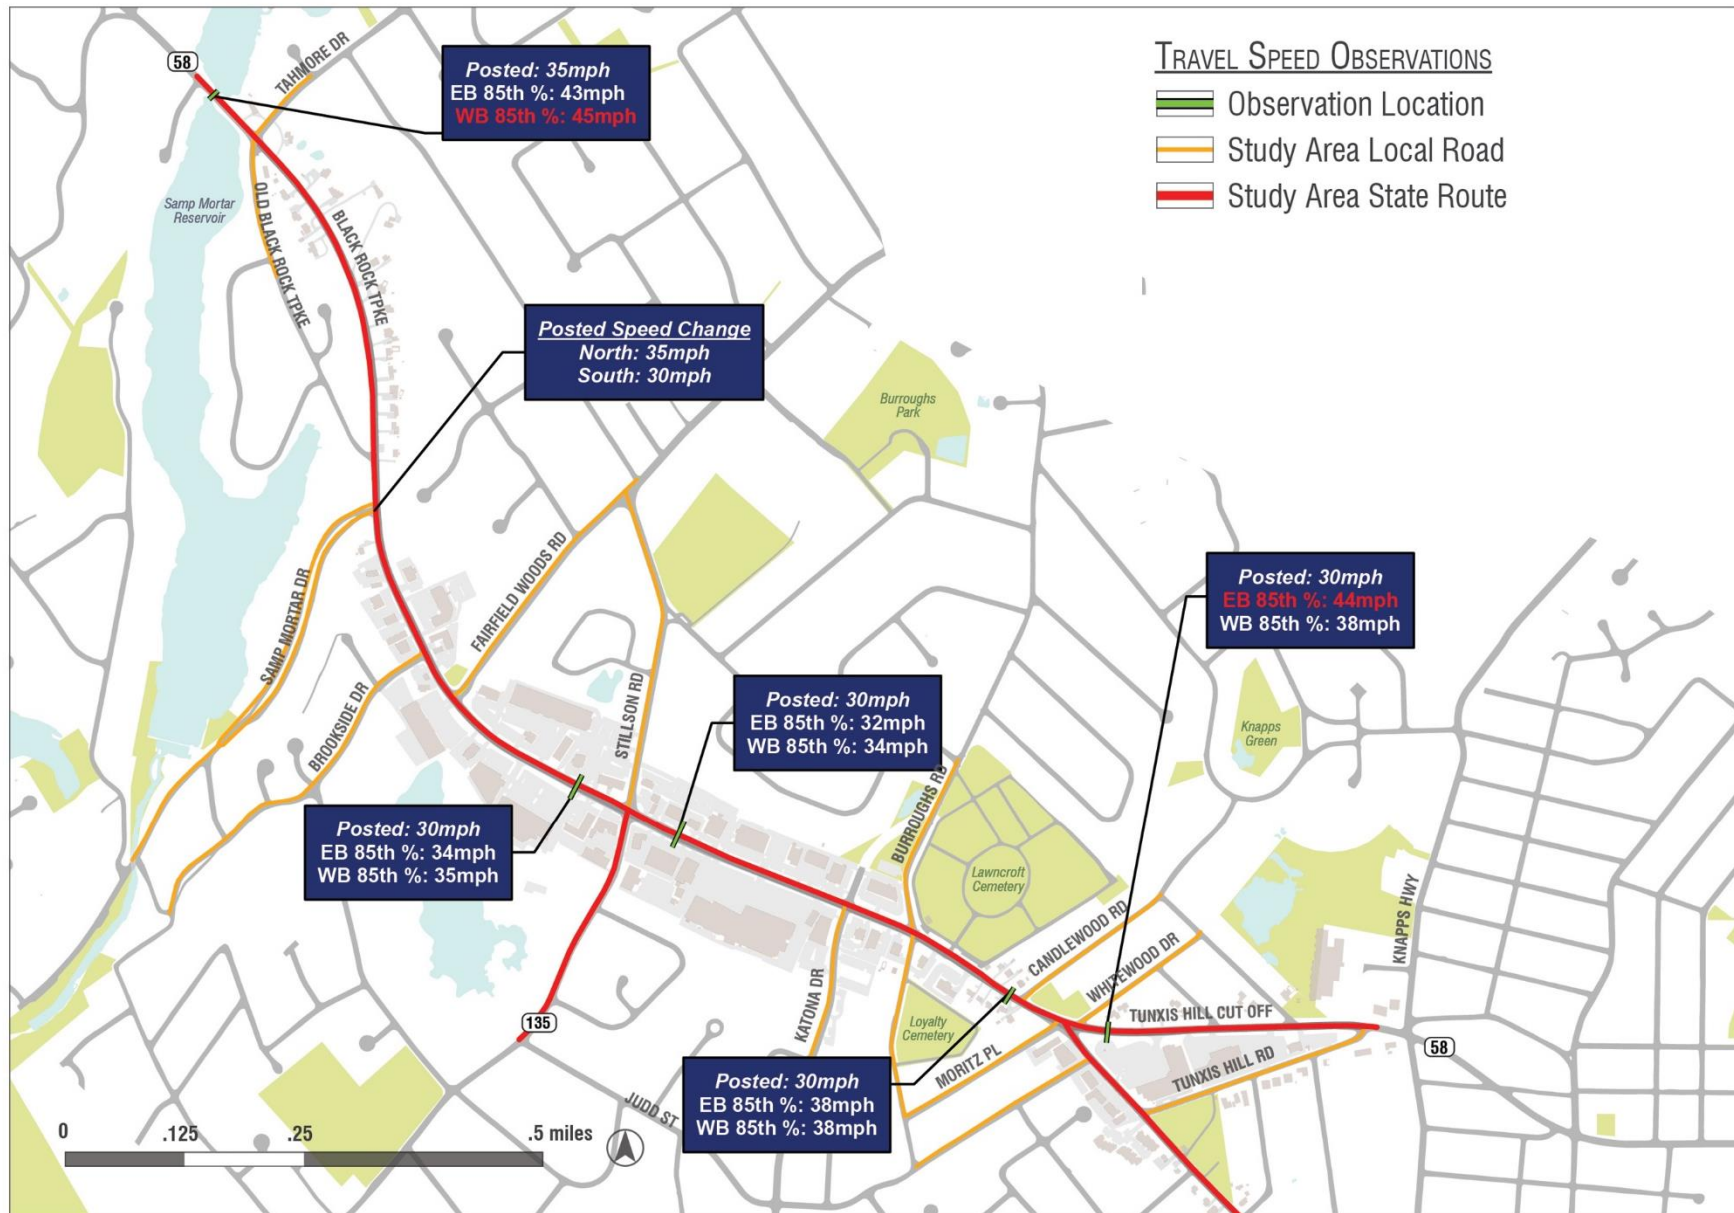 TRAVEL SPEED OBSERVATIONS
Observation Location
Study Area Local Road
Study Area State Route
58
TAHMORE DR
Posted: 35mph
EB 85th %: 43mph
WB 85th %: 45mph
Samp Mortar
Reservoir
OLD BLACK ROCK TPKE
BLACK ROCK TPKE
Posted Speed Change
North: 35mph
South: 30mph
Burroughs
Park
SAMP MORTAR DR
FAIRFIELD WOODS RD
BROOKSIDE DR
STILLSON RD
Posted: 30mph
EB 85th %: 44mph
WB 85th %: 38mph
Posted: 30mph
EB 85th %: 32mph
WB 85th %: 34mph
Knapps
Green
Posted: 30mph
EB 85th %: 34mph
WB 85th %: 35mph
BURROUGHS RD
Lawncroft
Cemetery
CANDLEWOOD RD
WHITEWOOD DR
KNAPPS HWY
KATONA DR
135
Loyalty
Cemetery
TUNXIS HILL CUT OFF
58
MORITZ PL
TUNXIS HILL RD
JUDD ST
Posted: 30mph
EB 85th %: 38mph
WB 85th %: 38mph
0 .125 .25 .5 miles